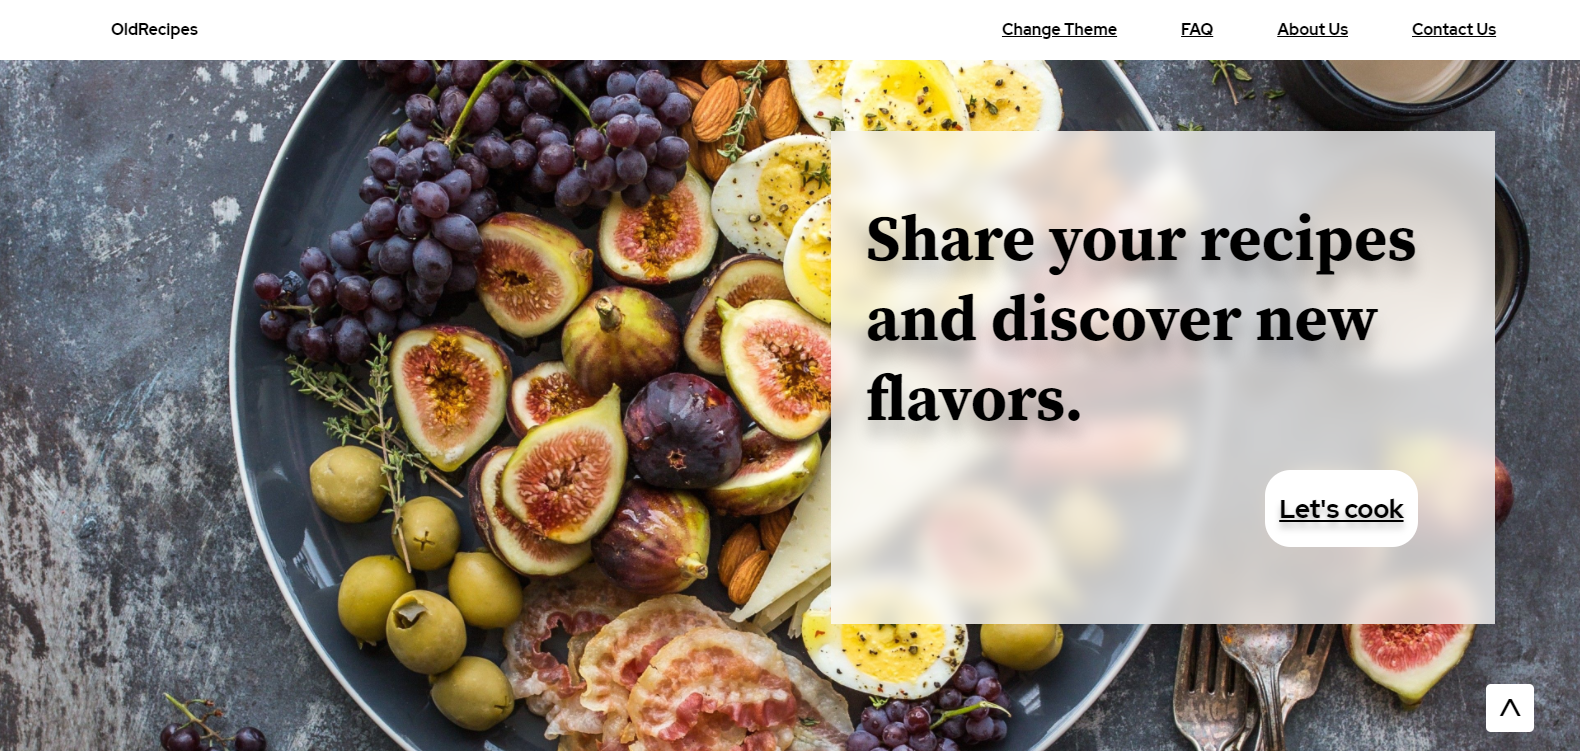 OldRecipes
Change Theme
FAQ
About Us
Contact Us
Share your recipes
and discover new
flavors.
Let's cook